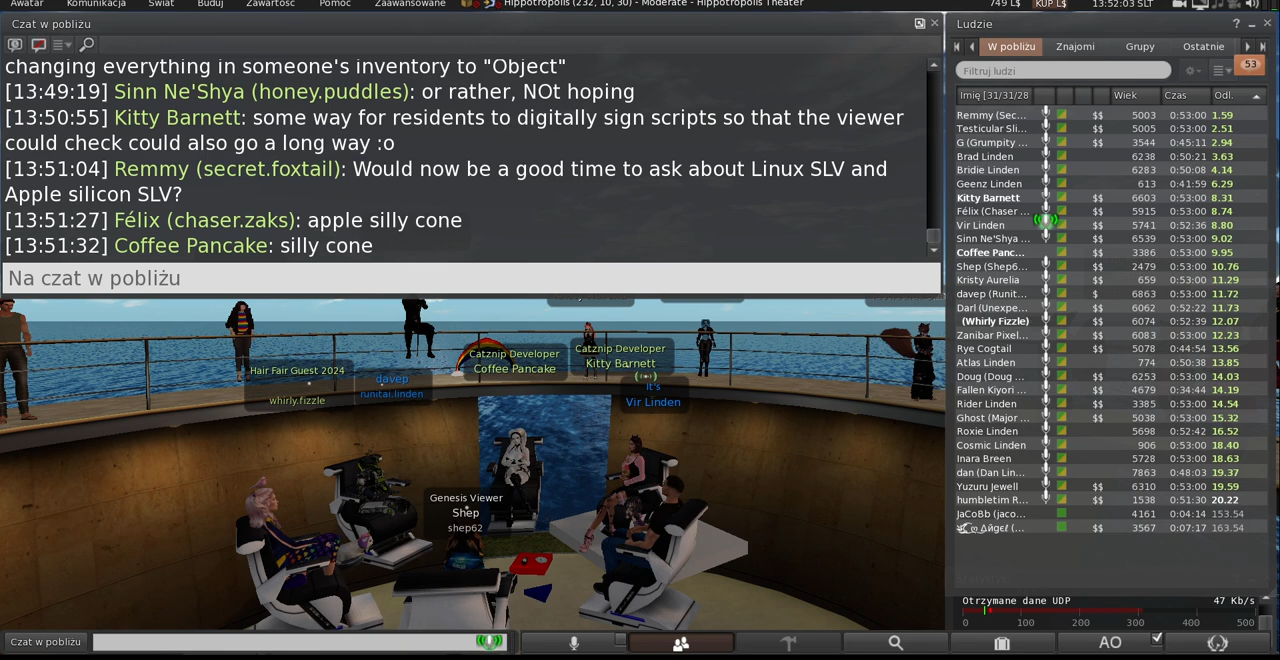 Awatar Komunikacja Świat Buduj Zawartość Pomoc Zaawansowane Hippotropolis (232, 10, 30) - Moderate - Hippotropolis Theater 749 L$ KUP L$ 13:52:03 SLT
Czat w pobliżu
changing everything in someone's inventory to "Object"
[13:49:19] Sinn Ne'Shya (honey.puddles): or rather, NOt hoping
[13:50:55] Kitty Barnett: some way for residents to digitally sign scripts so that the viewer
could check could also go a long way :o
[13:51:04] Remmy (secret.foxtail): Would now be a good time to ask about Linux SLV and
Apple silicon SLV?
[13:51:27] Félix (chaser.zaks): apple silly cone
[13:51:32] Coffee Pancake: silly cone
Na czat w pobliżu
Hair Fair Guest 2024
whirly.fizzle
davep
runitai.linden
Catznip Developer
Coffee Pancake
Catznip Developer
Kitty Barnett
It's
Vir Linden
Genesis Viewer
Shep
shep62
Czat w pobliżu
Ludzie
W pobliżu Znajomi Grupy Ostatnie
Filtruj ludzi
53
Imię [31/31/28 Wiek Czas Odl.
Remmy (Sec... $$ 5003 0:53:00 1.59
Testicular Sli... $$ 5005 0:53:00 2.51
G (Grumpity ... $$ 3544 0:45:11 2.94
Brad Linden 6238 0:50:21 3.63
Bridie Linden 6283 0:50:08 4.14
Geenz Linden 613 0:41:59 6.29
Kitty Barnett $$ 6603 0:53:00 8.31
Félix (Chaser ... $$ 5915 0:53:00 8.74
Vir Linden $$ 5741 0:52:36 8.80
Sinn Ne'Shya ... $$ 6539 0:53:00 9.02
Coffee Panc... $$ 3386 0:53:00 9.95
Shep (Shep6... $$ 2479 0:53:00 10.76
Kristy Aurelia $$ 659 0:53:00 11.29
davep (Runit... $ 6863 0:53:00 11.72
Darl (Unexpe... $$ 6062 0:52:22 11.73
(Whirly Fizzle) $$ 6074 0:52:39 12.07
Zanibar Pixel... $$ 6083 0:53:00 12.23
Rye Cogtail $$ 5078 0:44:54 13.56
Atlas Linden 774 0:50:38 13.85
Doug (Doug ... $$ 6253 0:53:00 14.03
Fallen Kiyori ... $$ 4679 0:34:44 14.19
Rider Linden $$ 3385 0:53:00 14.54
Ghost (Major ... $$ 5038 0:53:00 15.32
Roxie Linden 5698 0:52:42 16.52
Cosmic Linden 906 0:53:00 18.40
Inara Breen 5728 0:53:00 18.63
dan (Dan Lin... 7863 0:48:03 19.37
Yuzuru Jewell $$ 6310 0:53:00 19.59
humbletim R... $$ 1538 0:51:30 20.22
JaCoBb (jaco... 4161 0:04:14 153.54
$$ 3567 0:07:17 163.54
Statystyki
Otrzymane dane UDP 47 Kb/s
0 100 200 300 400 500
AO